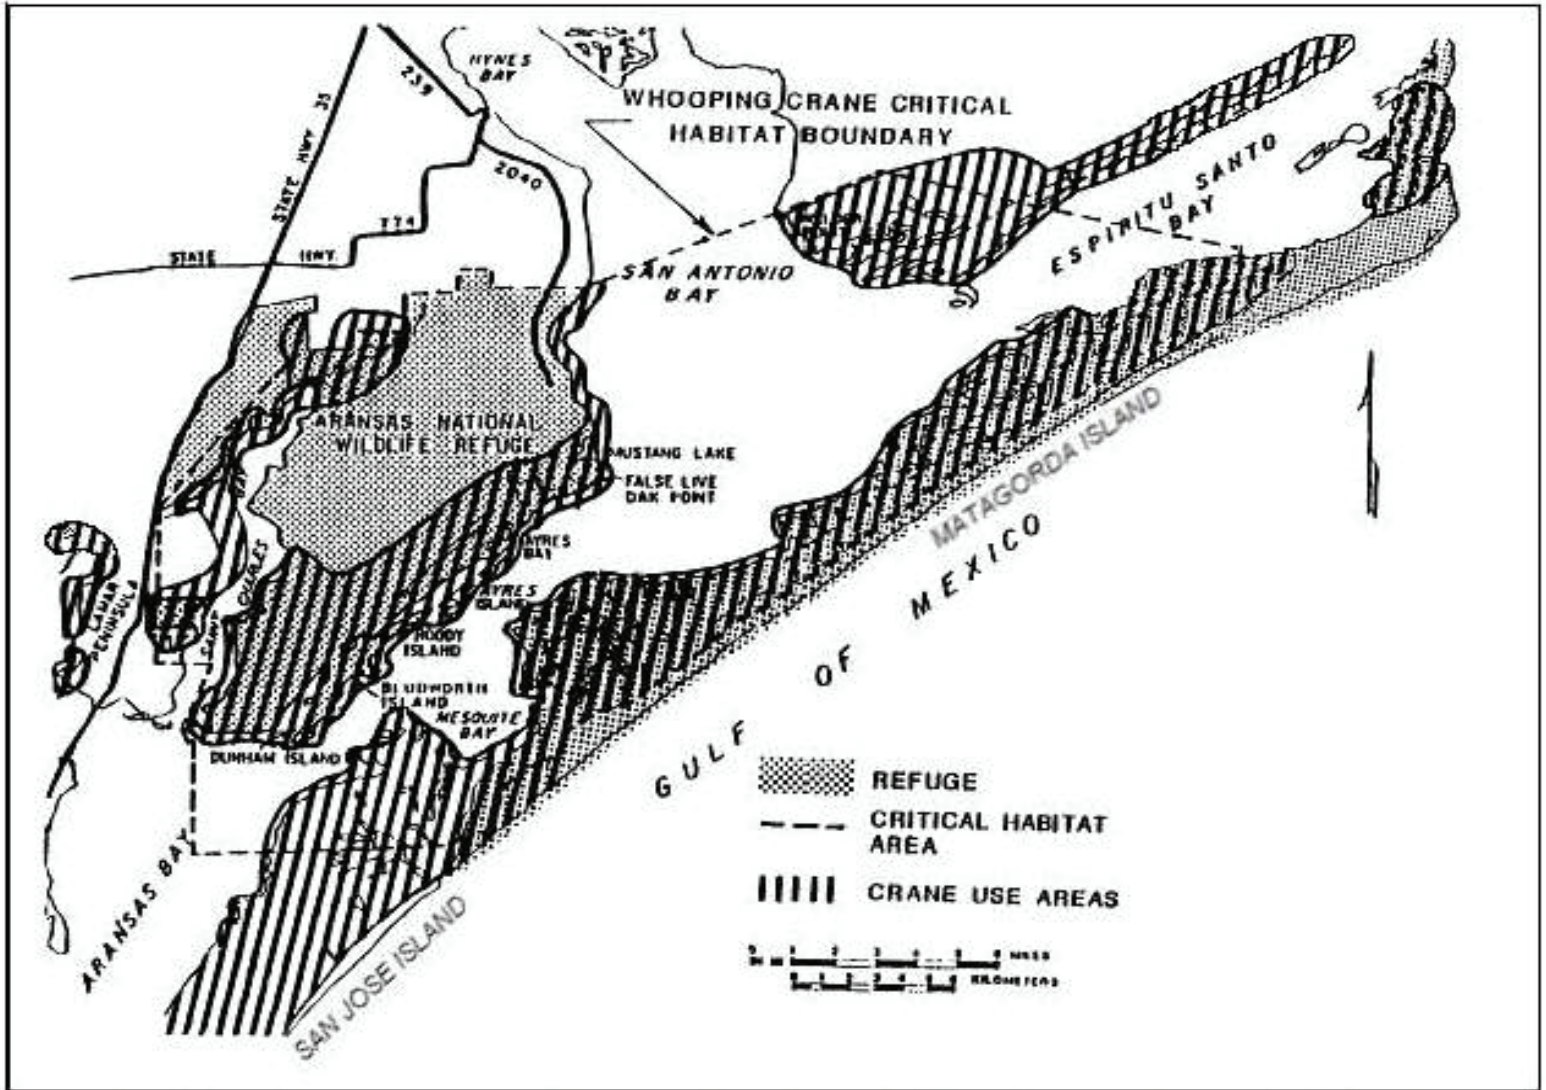 HYNES
BAY
239
STATE HWY 35
WHOOPING CRANE CRITICAL
HABITAT BOUNDARY
2040
774
STATE HWY.
SAN ANTONIO
BAY
ESPIRITU SANTO
BAY
ARANSAS NATIONAL
WILDLIFE REFUGE
MUSTANG LAKE
FALSE LIVE
OAK POINT
MATAGORDA ISLAND
AYRES
BAY
AYRES
ISLAND
LAMAR
PENINSULA
ROODY
ISLAND
BLUDWORTH
ISLAND
MESQUITE
BAY
DUNHAM ISLAND
GULF OF MEXICO
ARANSAS BAY
SAN JOSE ISLAND
REFUGE
CRITICAL HABITAT
AREA
CRANE USE AREAS
MILES
KILOMETERS